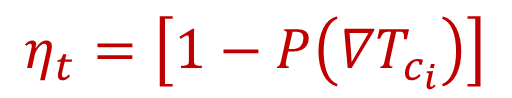 η_t = [1 − P(∇T_{c_i})]